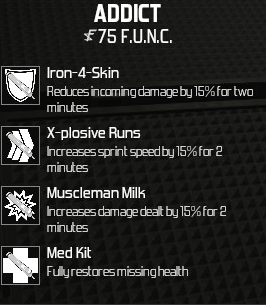 ADDICT
£75 F.U.N.C.
Iron-4-Skin
Reduces incoming damage by 15% for two
minutes
X-plosive Runs
Increases sprint speed by 15% for 2
minutes
Muscleman Milk
Increases damage dealt by 15% for 2
minutes
Med Kit
Fully restores missing health